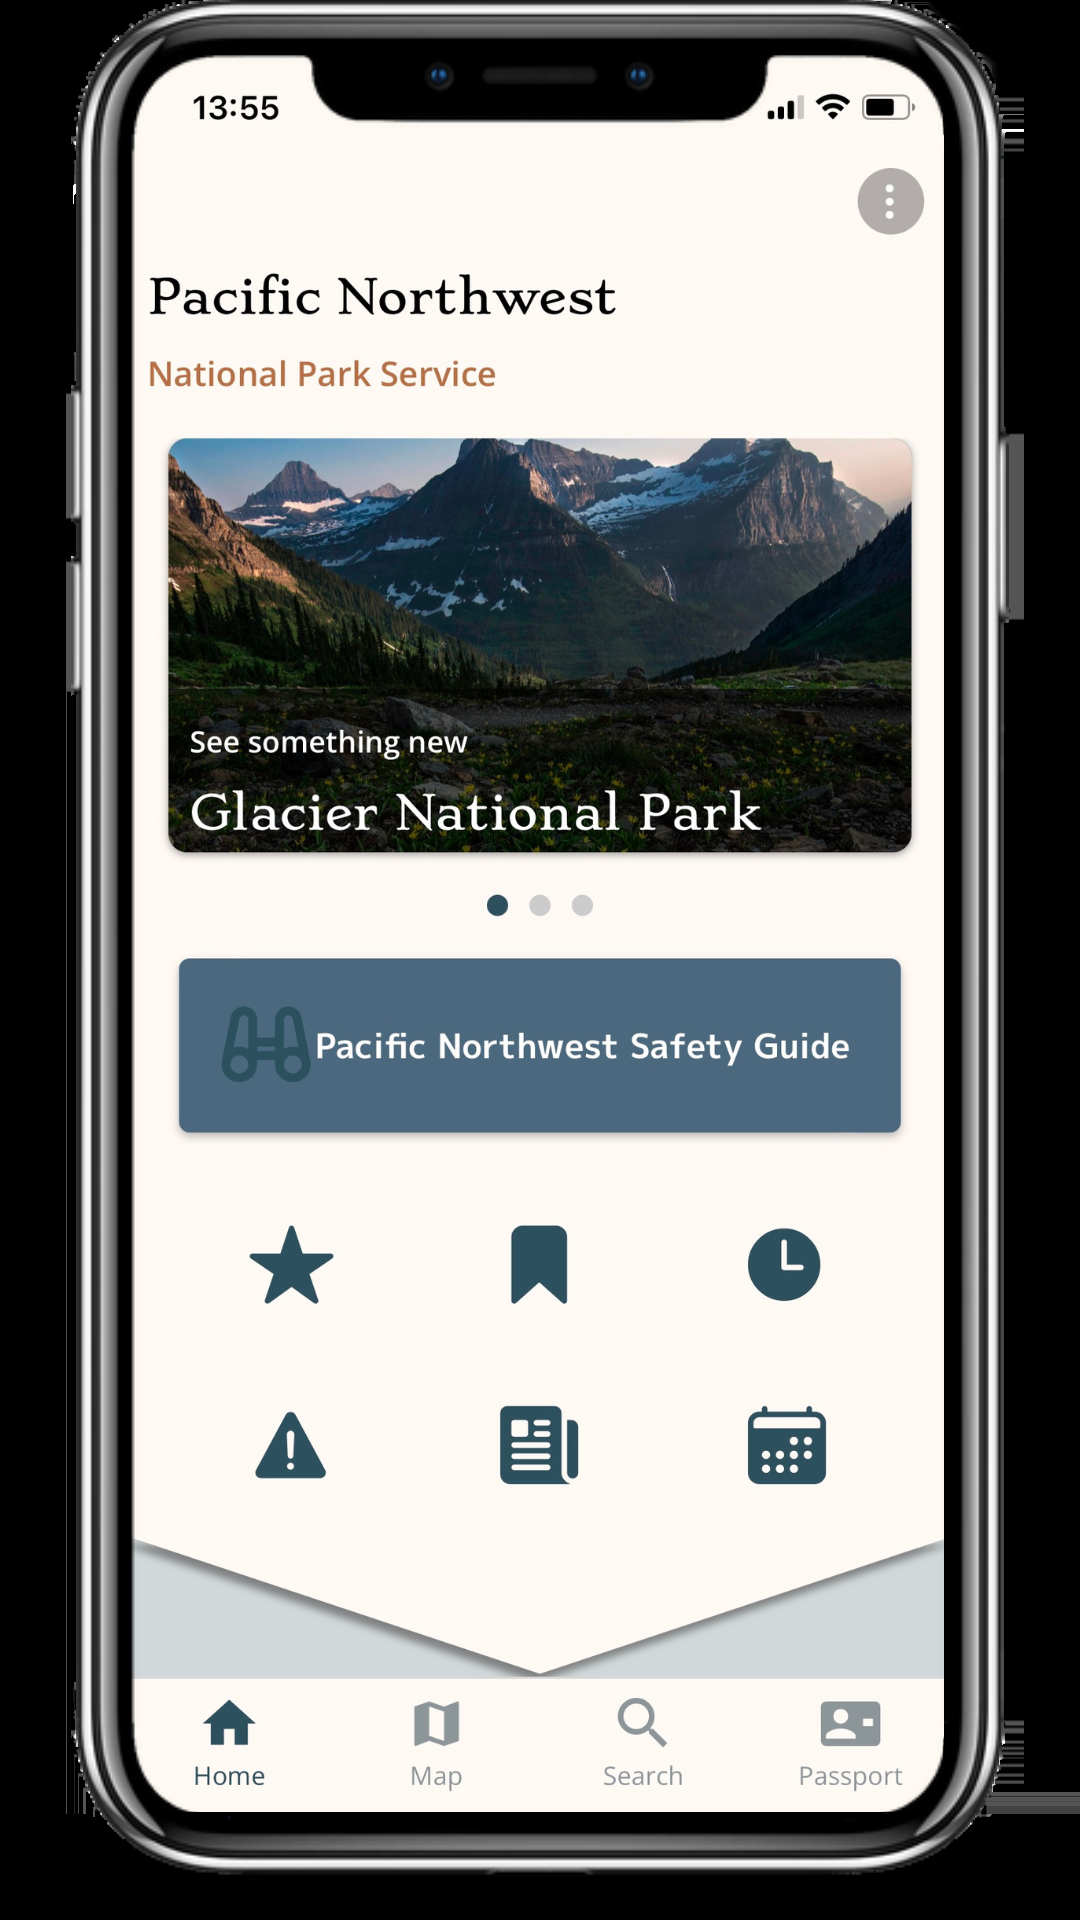 13:55
Pacific Northwest
National Park Service
See something new
Glacier National Park
Pacific Northwest Safety Guide
Home
Map
Search
Passport